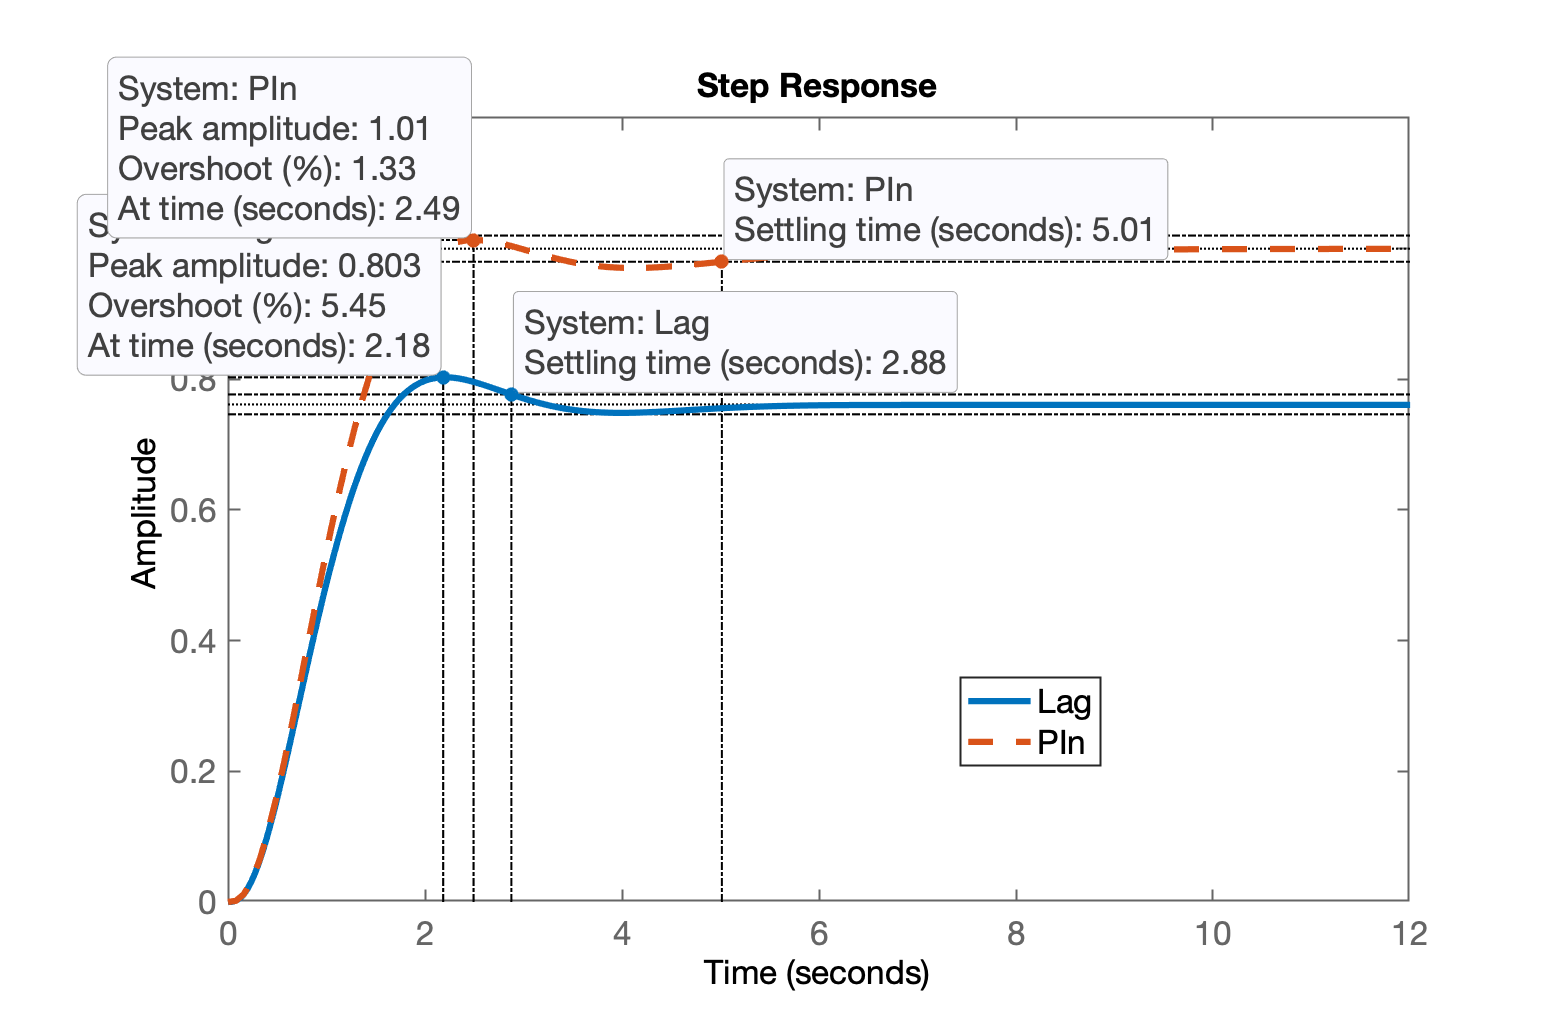 Step Response
System: PIn
Peak amplitude: 1.01
Overshoot (%): 1.33
At time (seconds): 2.49
System: PIn
Settling time (seconds): 5.01
Peak amplitude: 0.803
Overshoot (%): 5.45
At time (seconds): 2.18
System: Lag
Settling time (seconds): 2.88
0.8
0.6
0.4
0.2
0
Amplitude
Lag
PIn
0 2 4 6 8 10 12
Time (seconds)